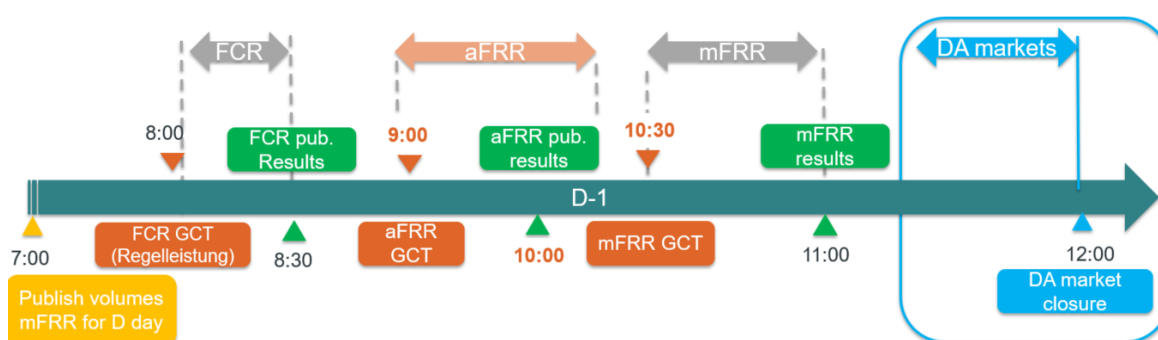 FCR
aFRR
mFRR
DA markets
8:00
FCR pub.
Results
9:00
aFRR pub.
results
10:30
mFRR
results
D-1
7:00
FCR GCT
(Regelleistung)
8:30
aFRR
GCT
10:00
mFRR GCT
11:00
12:00
Publish volumes
mFRR for D day
DA market
closure